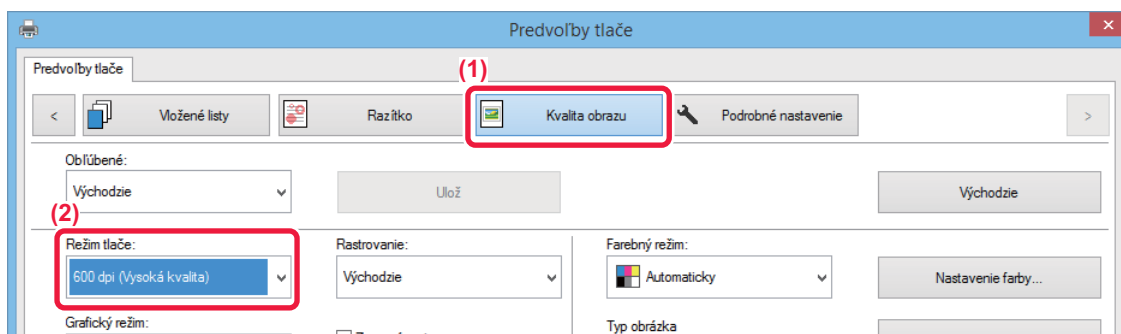 Predvoľby tlače
Predvoľby tlače
(1)
< Vložené listy Razítko Kvalita obrazu Podrobné nastavenie >
Obľúbené:
Východzie Ulož Východzie
(2)
Režim tlače: Rastrovanie: Farebný režim:
600 dpi (Vysoká kvalita) Východzie Automaticky Nastavenie farby...
Grafický režim: Typ obrázka